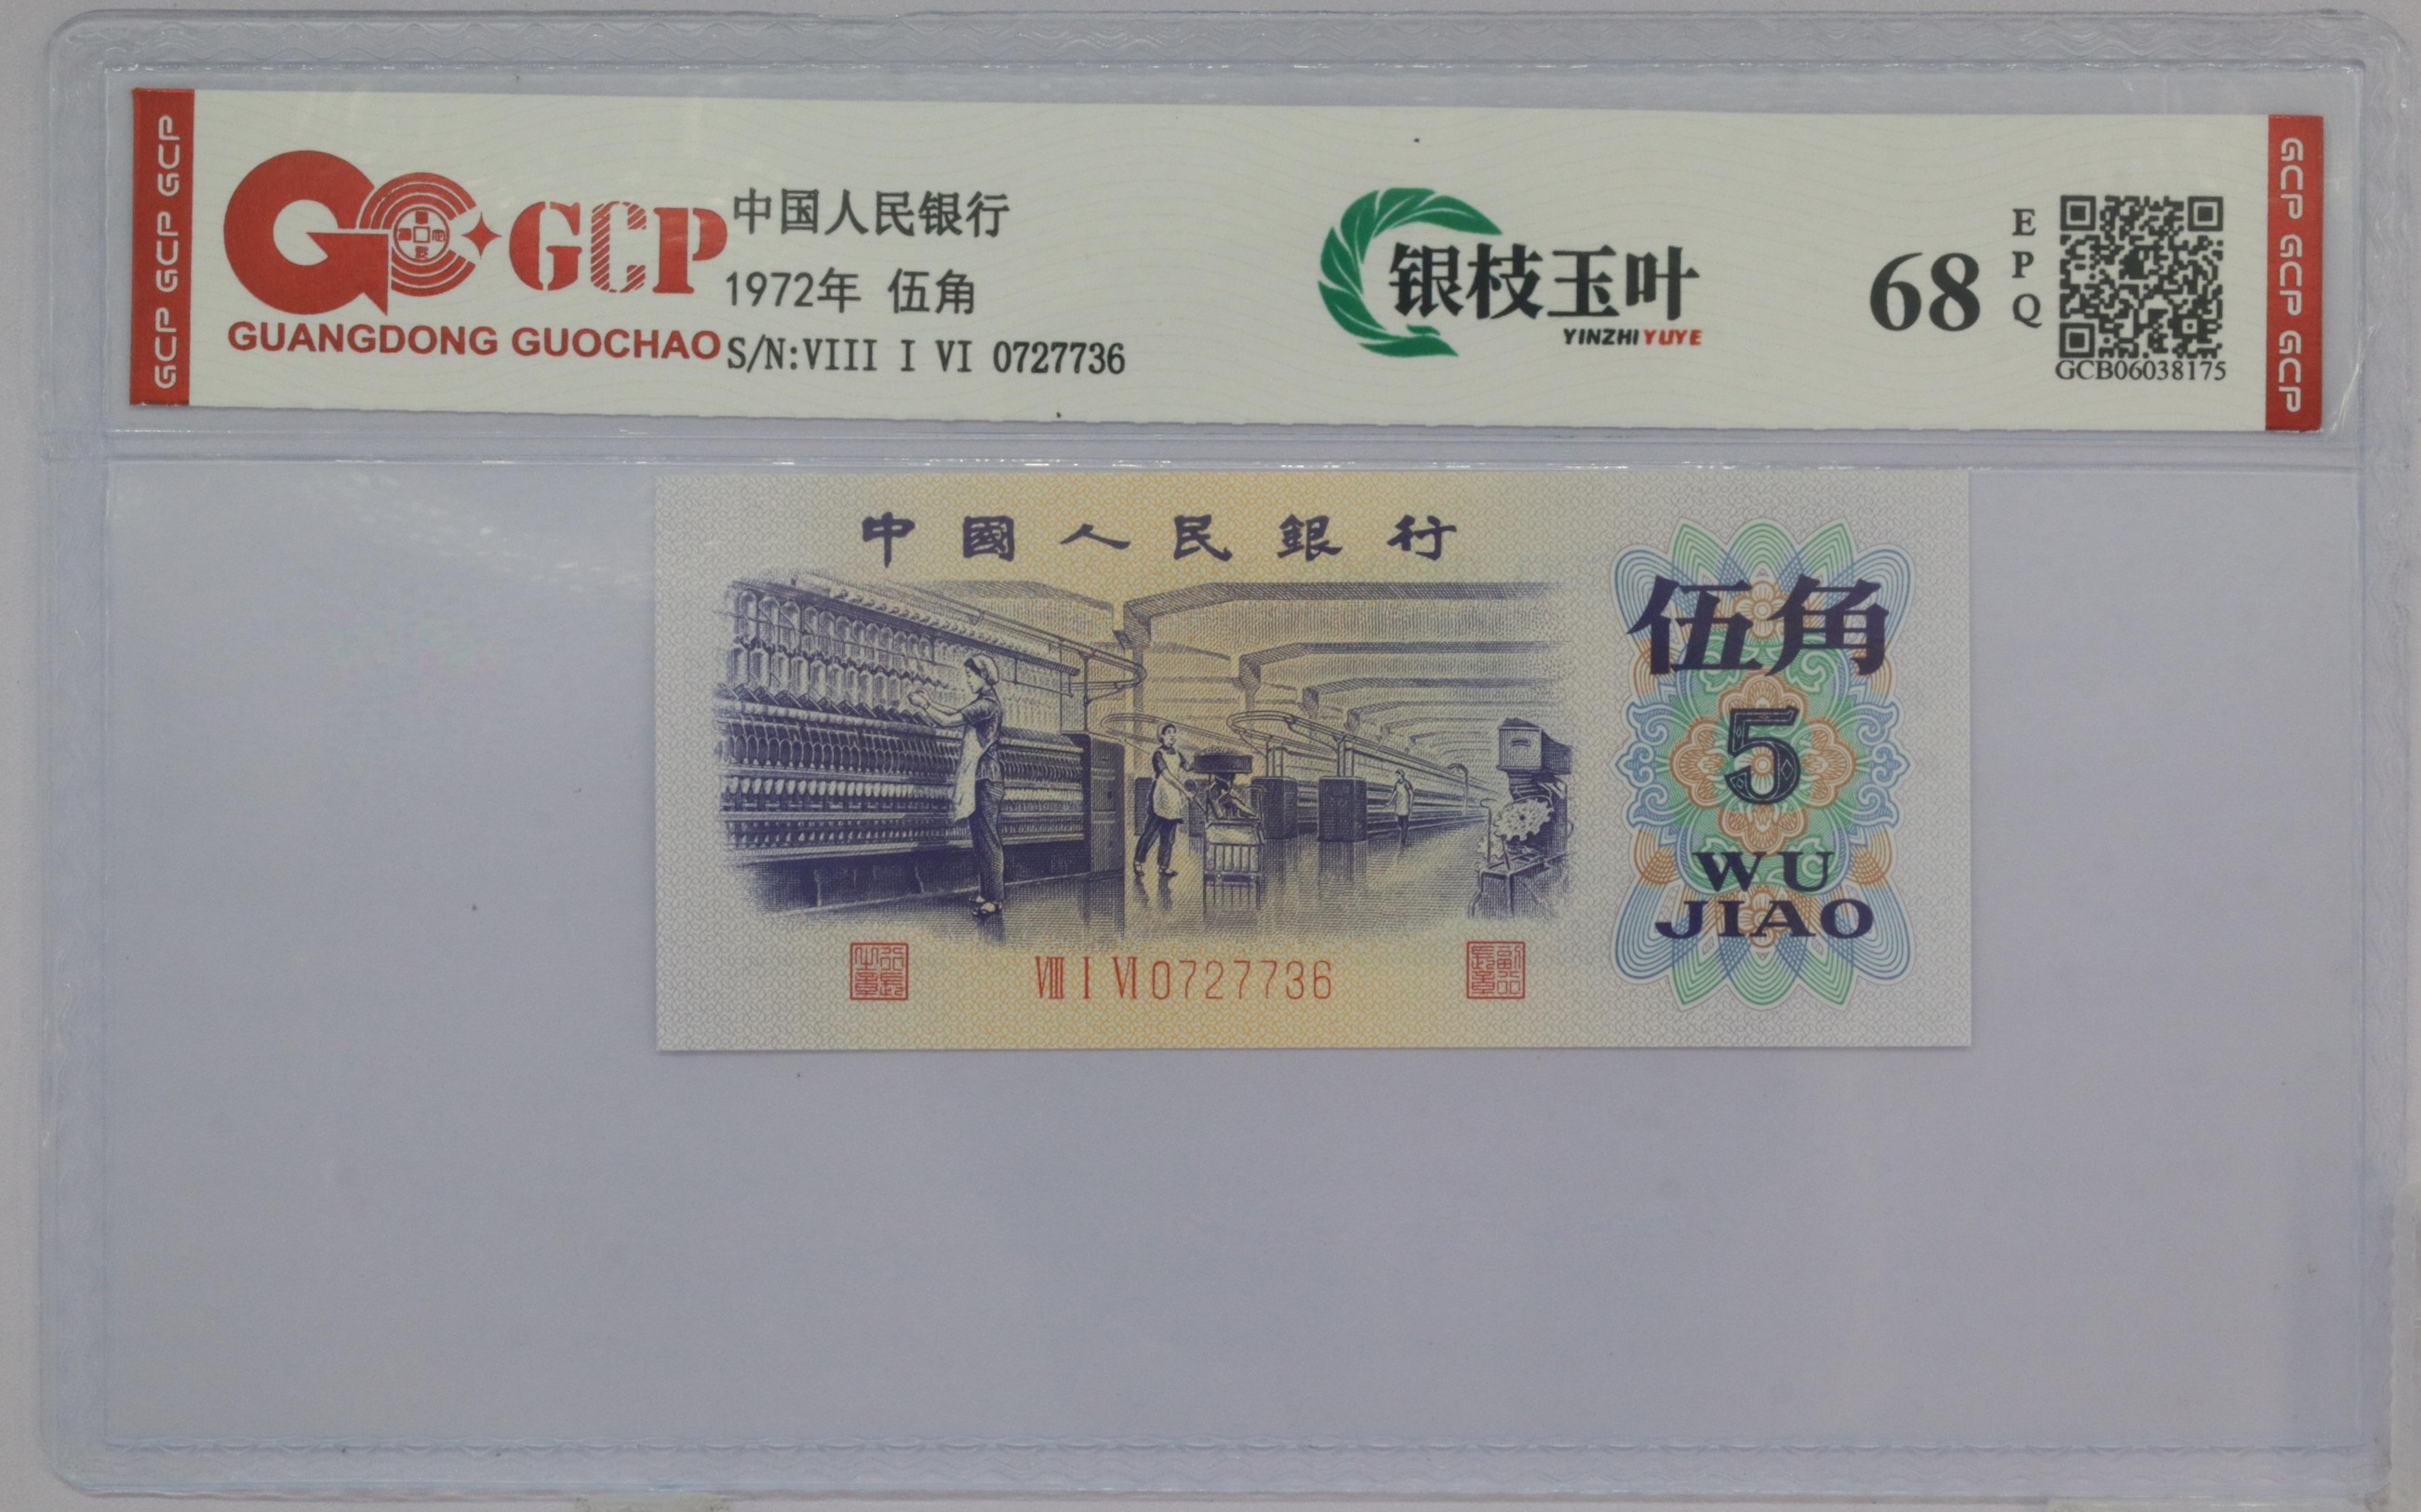 GCP GCP GCP
GCP
GUANGDONG GUOCHAO
中国人民银行
1972年 伍角
S/N:VIII I VI 0727736
银枝玉叶
YINZHIYUYE
68
EPQ
GCB06038175
GCP GCP GCP
中國人民銀行
伍角
5
WU
JIAO
VIII I VI 0727736